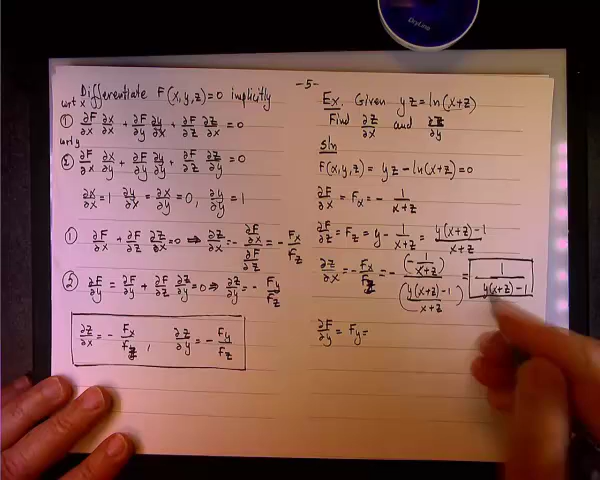 DryLine
-5-
Differentiate F(x,y,z)=0 implicitly
wrt x
① ∂F/∂x ∂x/∂x + ∂F/∂y ∂y/∂x + ∂F/∂z ∂z/∂x = 0
wrt y
② ∂F/∂x ∂x/∂y + ∂F/∂y ∂y/∂y + ∂F/∂z ∂z/∂y = 0
∂x/∂x = 1 ∂y/∂x = ∂x/∂y = 0, ∂y/∂y = 1
① ∂F/∂x + ∂F/∂z ∂z/∂x = 0 ⇒ ∂z/∂x = - (∂F/∂x)/(∂F/∂z) = - Fx/Fz
② ∂F/∂y = ∂F/∂y + ∂F/∂z ∂z/∂y = 0 ⇒ ∂z/∂y = - Fy/Fz
∂z/∂x = - Fx/Fz, ∂z/∂y = - Fy/Fz
Ex. Given yz = ln(x+z)
Find ∂z/∂x and ∂z/∂y
sln
F(x,y,z) = yz - ln(x+z) = 0
∂F/∂x = Fx = - 1/(x+z)
∂F/∂z = Fz = y - 1/(x+z) = (y(x+z)-1)/(x+z)
∂z/∂x = - Fx/Fz = - (-1/(x+z))/((y(x+z)-1)/(x+z)) = 1/(y(x+z)-1)
∂F/∂y = Fy =